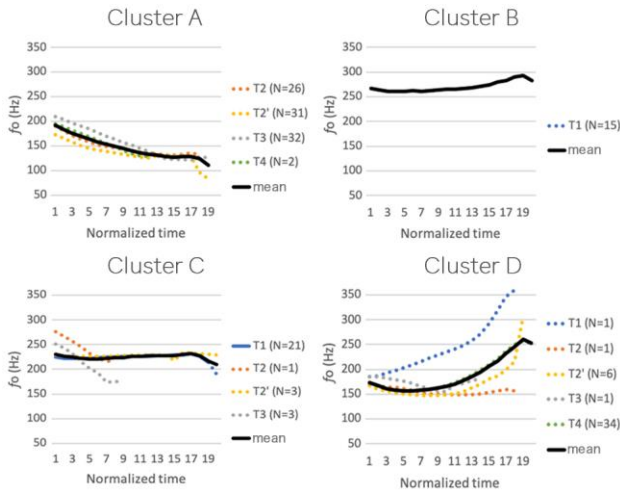 Cluster A
350
300
250
200
150
100
50
fo (Hz)
1 3 5 7 9 11 13 15 17 19
Normalized time
T2 (N=26)
T2' (N=31)
T3 (N=32)
T4 (N=2)
mean
Cluster B
350
300
250
200
150
100
50
fo (Hz)
1 3 5 7 9 11 13 15 17 19
Normalized time
T1 (N=15)
mean
Cluster C
350
300
250
200
150
100
50
fo (Hz)
1 3 5 7 9 11 13 15 17 19
Normalized time
T1 (N=21)
T2 (N=1)
T2' (N=3)
T3 (N=3)
mean
Cluster D
350
300
250
200
150
100
50
fo (Hz)
1 3 5 7 9 11 13 15 17 19
Normalized time
T1 (N=1)
T2 (N=1)
T2' (N=6)
T3 (N=1)
T4 (N=34)
mean